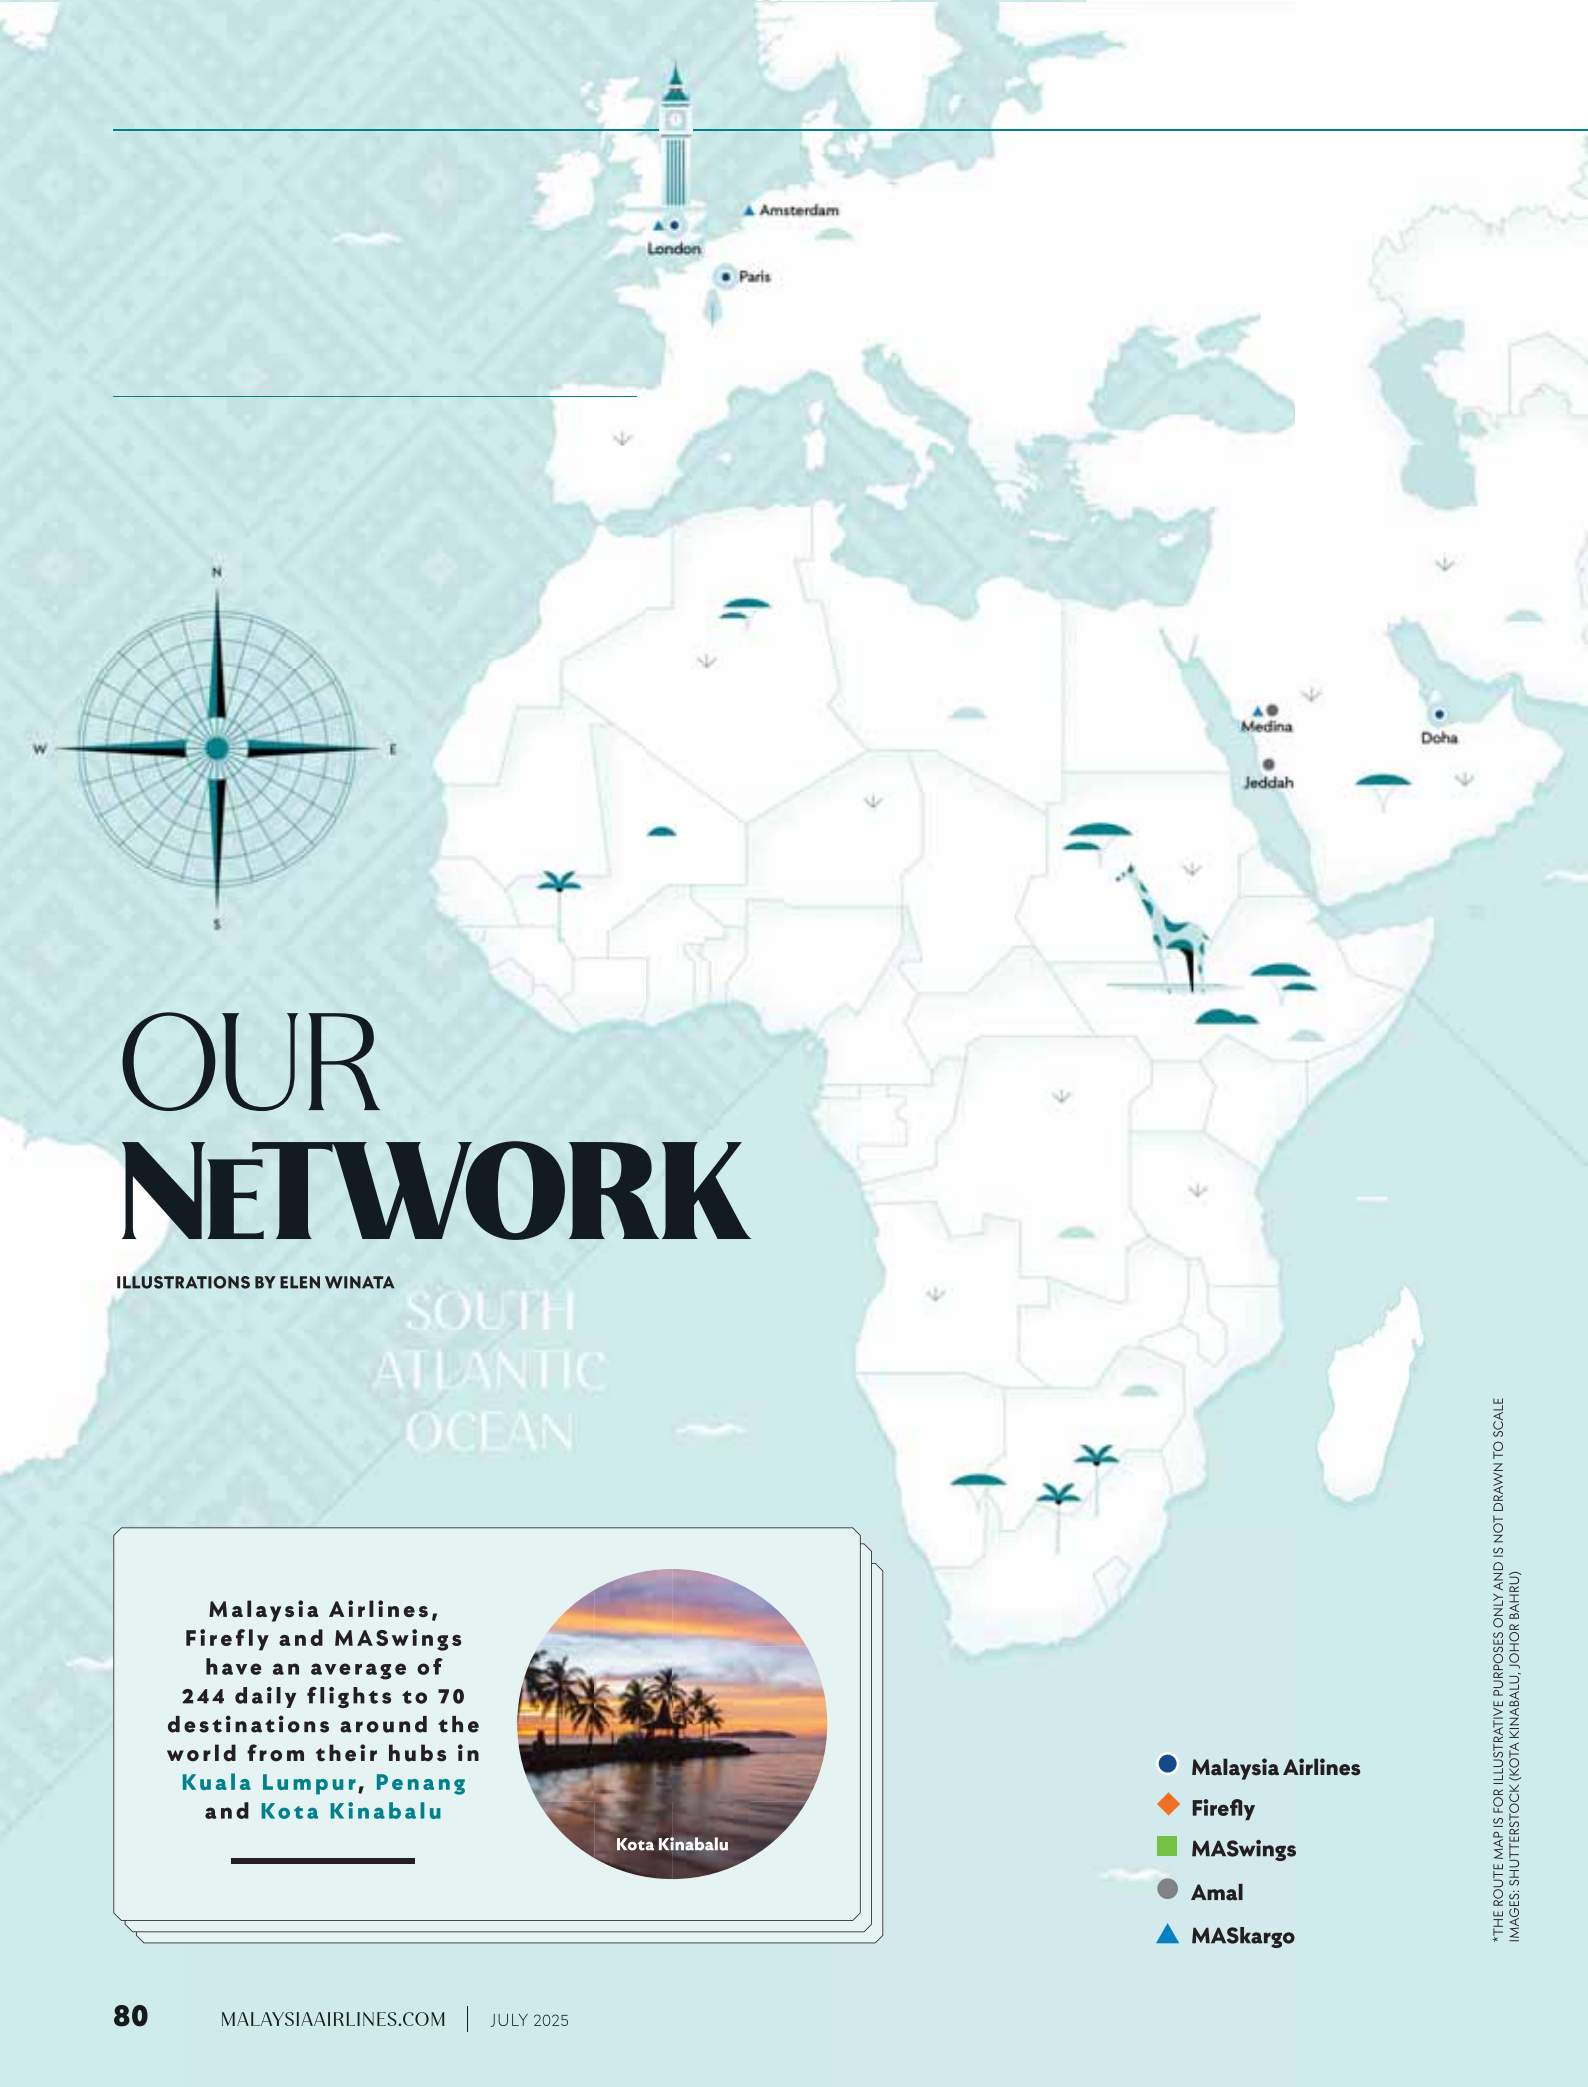 Amsterdam
London
Paris
N
W
E
S
Medina
Doha
Jeddah
OUR
NETWORK
ILLUSTRATIONS BY ELEN WINATA
SOUTH
ATLANTIC
OCEAN
Malaysia Airlines,
Firefly and MASwings
have an average of
244 daily flights to 70
destinations around the
world from their hubs in
Kuala Lumpur, Penang
and Kota Kinabalu
Kota Kinabalu
Malaysia Airlines
Firefly
MASwings
Amal
MASkargo
*THE ROUTE MAP IS FOR ILLUSTRATIVE PURPOSES ONLY AND IS NOT DRAWN TO SCALE
IMAGES: SHUTTERSTOCK (KOTA KINABALU, JOHOR BAHRU)
80
MALAYSIAAIRLINES.COM | JULY 2025